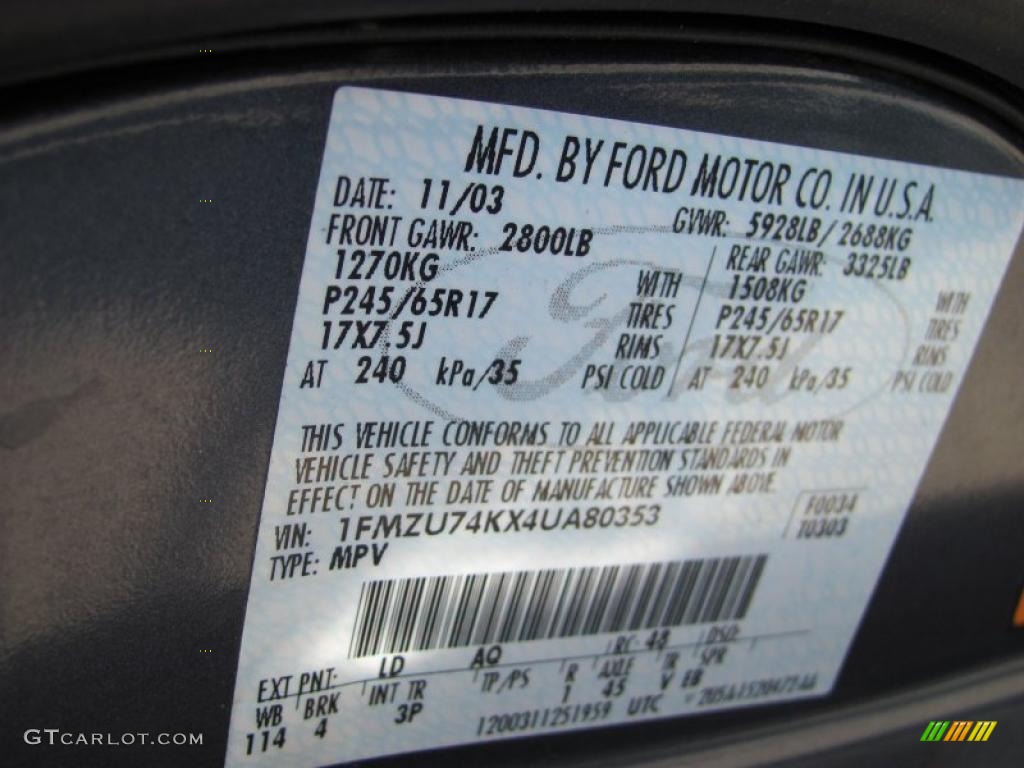 MFD. BY FORD MOTOR CO. IN U.S.A.
DATE: 11/03 GVWR: 5928LB/2688KG
FRONT GAWR: 2800LB REAR GAWR: 3325LB
1270KG WITH 1508KG WITH
P245/65R17 TIRES P245/65R17 TIRES
17X7.5J RIMS 17X7.5J RIMS
AT 240 kPa/35 PSI COLD AT 240 kPa/35 PSI COLD
Ford
THIS VEHICLE CONFORMS TO ALL APPLICABLE FEDERAL MOTOR
VEHICLE SAFETY AND THEFT PREVENTION STANDARDS IN
EFFECT ON THE DATE OF MANUFACTURE SHOWN ABOVE
VIN: 1FMZU74KX4UA80353 F0034
TYPE: MPV T0303
EXT PNT: LD AQ RC: 48 DSO:
WB BRK INT TR TP/PS R AXLE TR SPR
114 4 3P 1 45 V EB
1200311251959 UTC
GTCARLOT.COM